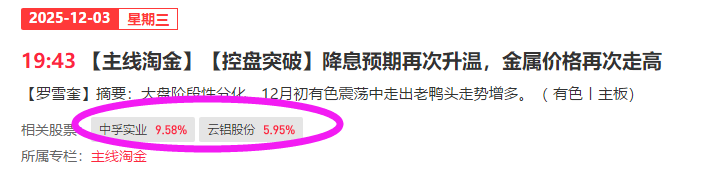 2025-12-03 星期三
19:43 【主线淘金】【控盘突破】降息预期再次升温，金属价格再次走高
【罗雪奎】摘要：大盘阶段性分化，12月初有色震荡中走出老鸭头走势增多。（ 有色丨主板）
相关股票 中孚实业 9.58% 云铝股份 5.95%
所属专栏：主线淘金